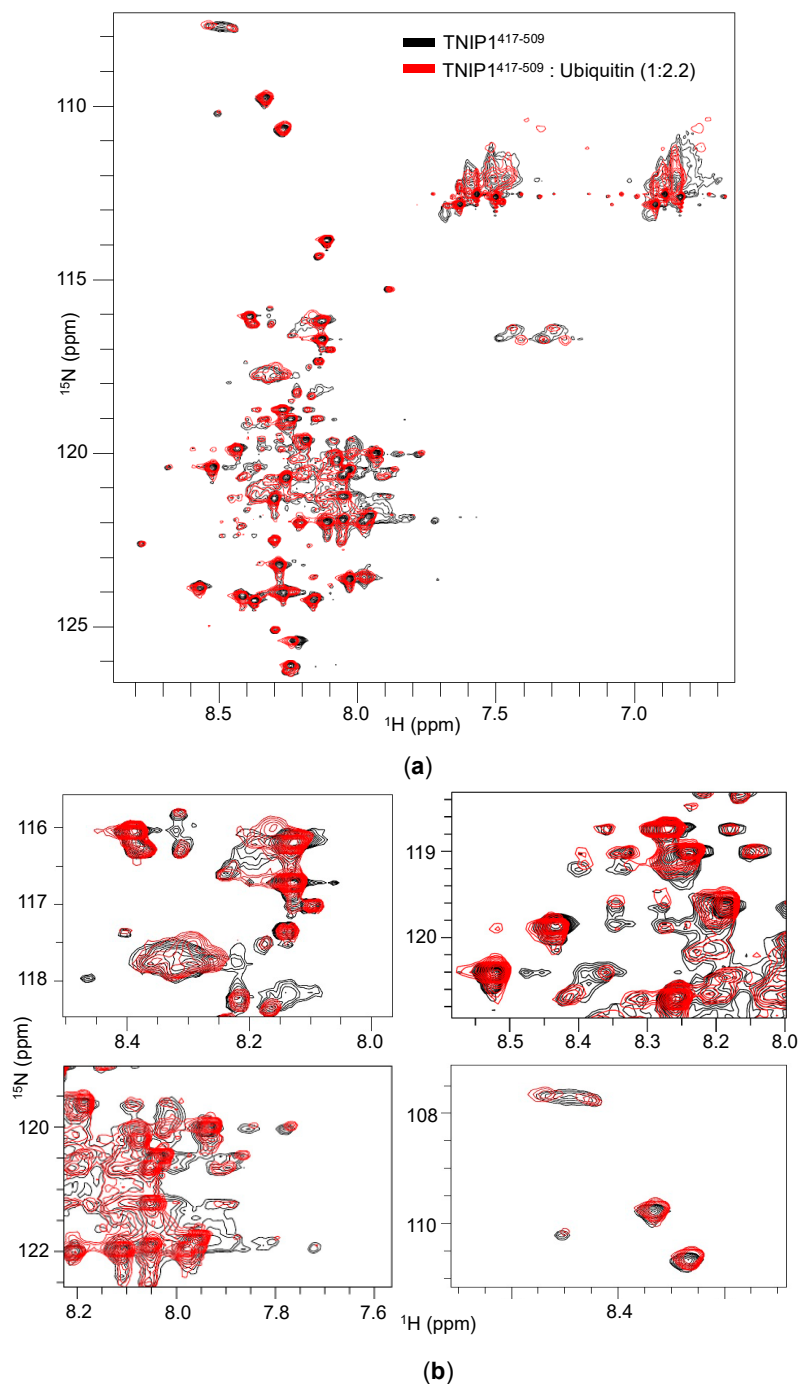 TNIP1417-509
TNIP1417-509 : Ubiquitin (1:2.2)
110
115
120
125
15N (ppm)
8.5 8.0 7.5 7.0
1H (ppm)
(a)
116
117
118
8.4 8.2 8.0
119
120
8.5 8.4 8.3 8.2 8.1 8.0
15N (ppm)
120
122
8.2 8.0 7.8 7.6
108
110
8.4
1H (ppm)
(b)